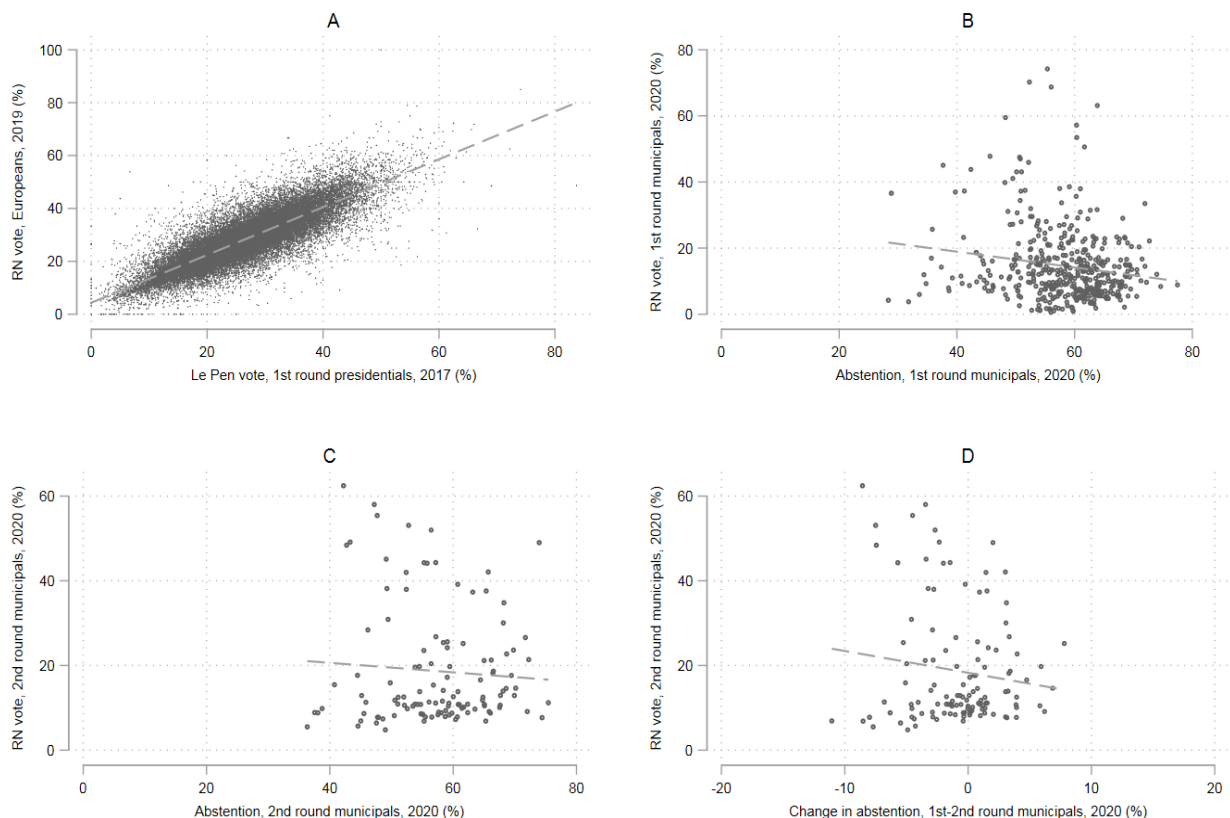 A
RN vote, Europeans, 2019 (%)
100
80
60
40
20
0
0 20 40 60 80
Le Pen vote, 1st round presidentials, 2017 (%)
B
RN vote, 1st round municipals, 2020 (%)
80
60
40
20
0
0 20 40 60 80
Abstention, 1st round municipals, 2020 (%)
C
RN vote, 2nd round municipals, 2020 (%)
60
40
20
0
0 20 40 60 80
Abstention, 2nd round municipals, 2020 (%)
D
RN vote, 2nd round municipals, 2020 (%)
60
40
20
0
-20 -10 0 10 20
Change in abstention, 1st-2nd round municipals, 2020 (%)